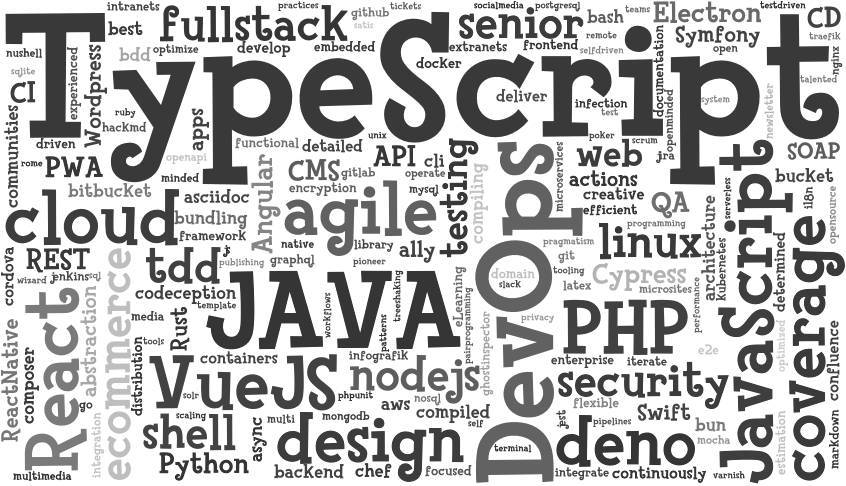 intranets
practices
github
tickets
socialmedia
postgresql
bash
teams
testdriven
CD
best
fullstack
satis
senior
remote
Electron
traefik
nushell
bdd
optimize
develop
embedded
extranets
frontend
selfdriven
Symfony
open
nginx
TypeScript
sqlite
experienced
Wordpress
docker
documentation
talented
CI
ruby
hackmd
apps
deliver
infection
test
system
newsletter
communities
driven
openapi
functional
detailed
unix
poker
scrum
openminded
rome
PWA
minded
Angular
CMS
gitlab
API
cli
testing
microservices
web
jira
SOAP
bitbucket
asciidoc
encryption
operate
mysql
compiling
actions
creative
efficient
QA
serverless
bucket
i18n
opensource
cloud
bundling
framework
agile
Devops
programming
architecture
JavaScript
cordova
REST
tdd
publishing
native
library
a11y
pragmatism
linux
kubernetes
determined
coverage
wizard
jenkins
sql
graphql
pioneer
domain
slack
git
tooling
latex
Cypress
microsites
ecommerce
codeception
template
JAVA
workflows
patterns
eLearning
pairprogramming
privacy
performance
React
abstraction
media
Rust
PHP
ReactNative
composer
tools
distribution
containers
infografik
ghostinspector
enterprise
iterate
e2e
optimized
confluence
go
VueJS
solr
phpunit
nodejs
nosql
security
scaling
multi
mongodb
aws
compiled
self
jest
flexible
Swift
pipelines
bun
mocha
estimation
markdown
integration
shell
async
design
terminal
deno
multimedia
Python
backend
chef
focused
integrate
continuously
varnish